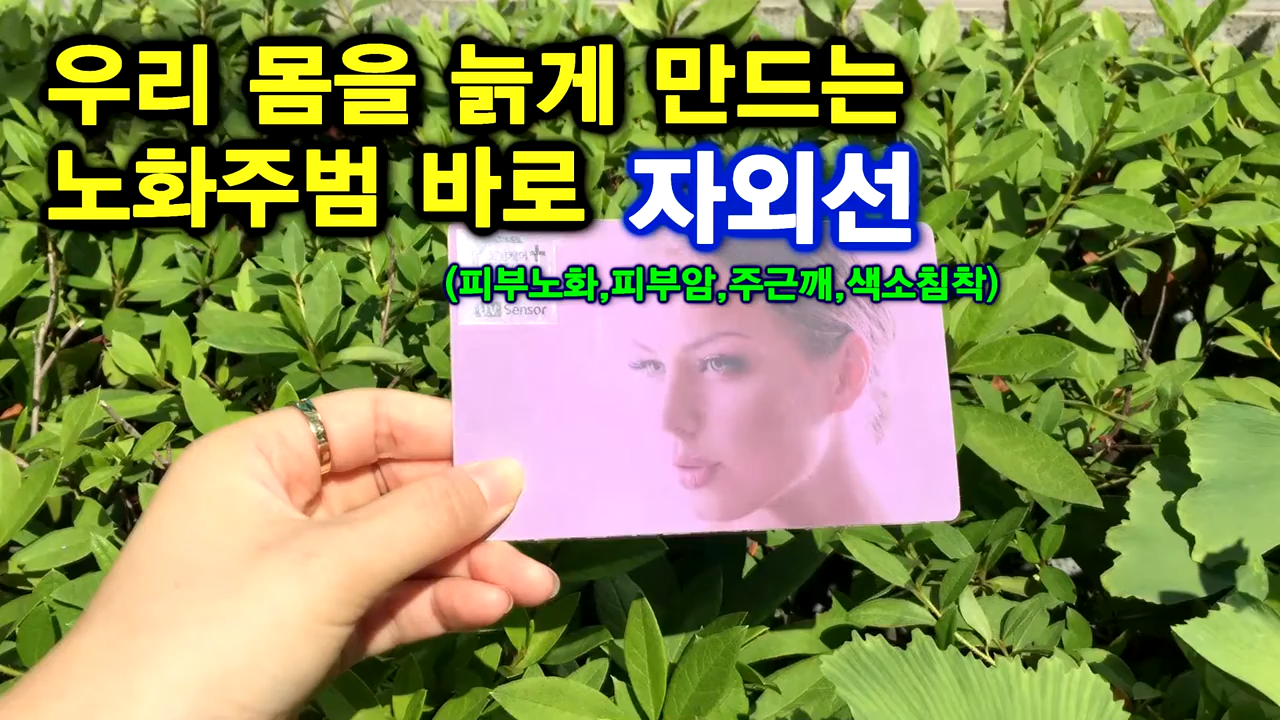 우리 몸을 늙게 만드는
노화주범 바로 자외선
(피부노화,피부암,주근깨,색소침착)
UV Sensor